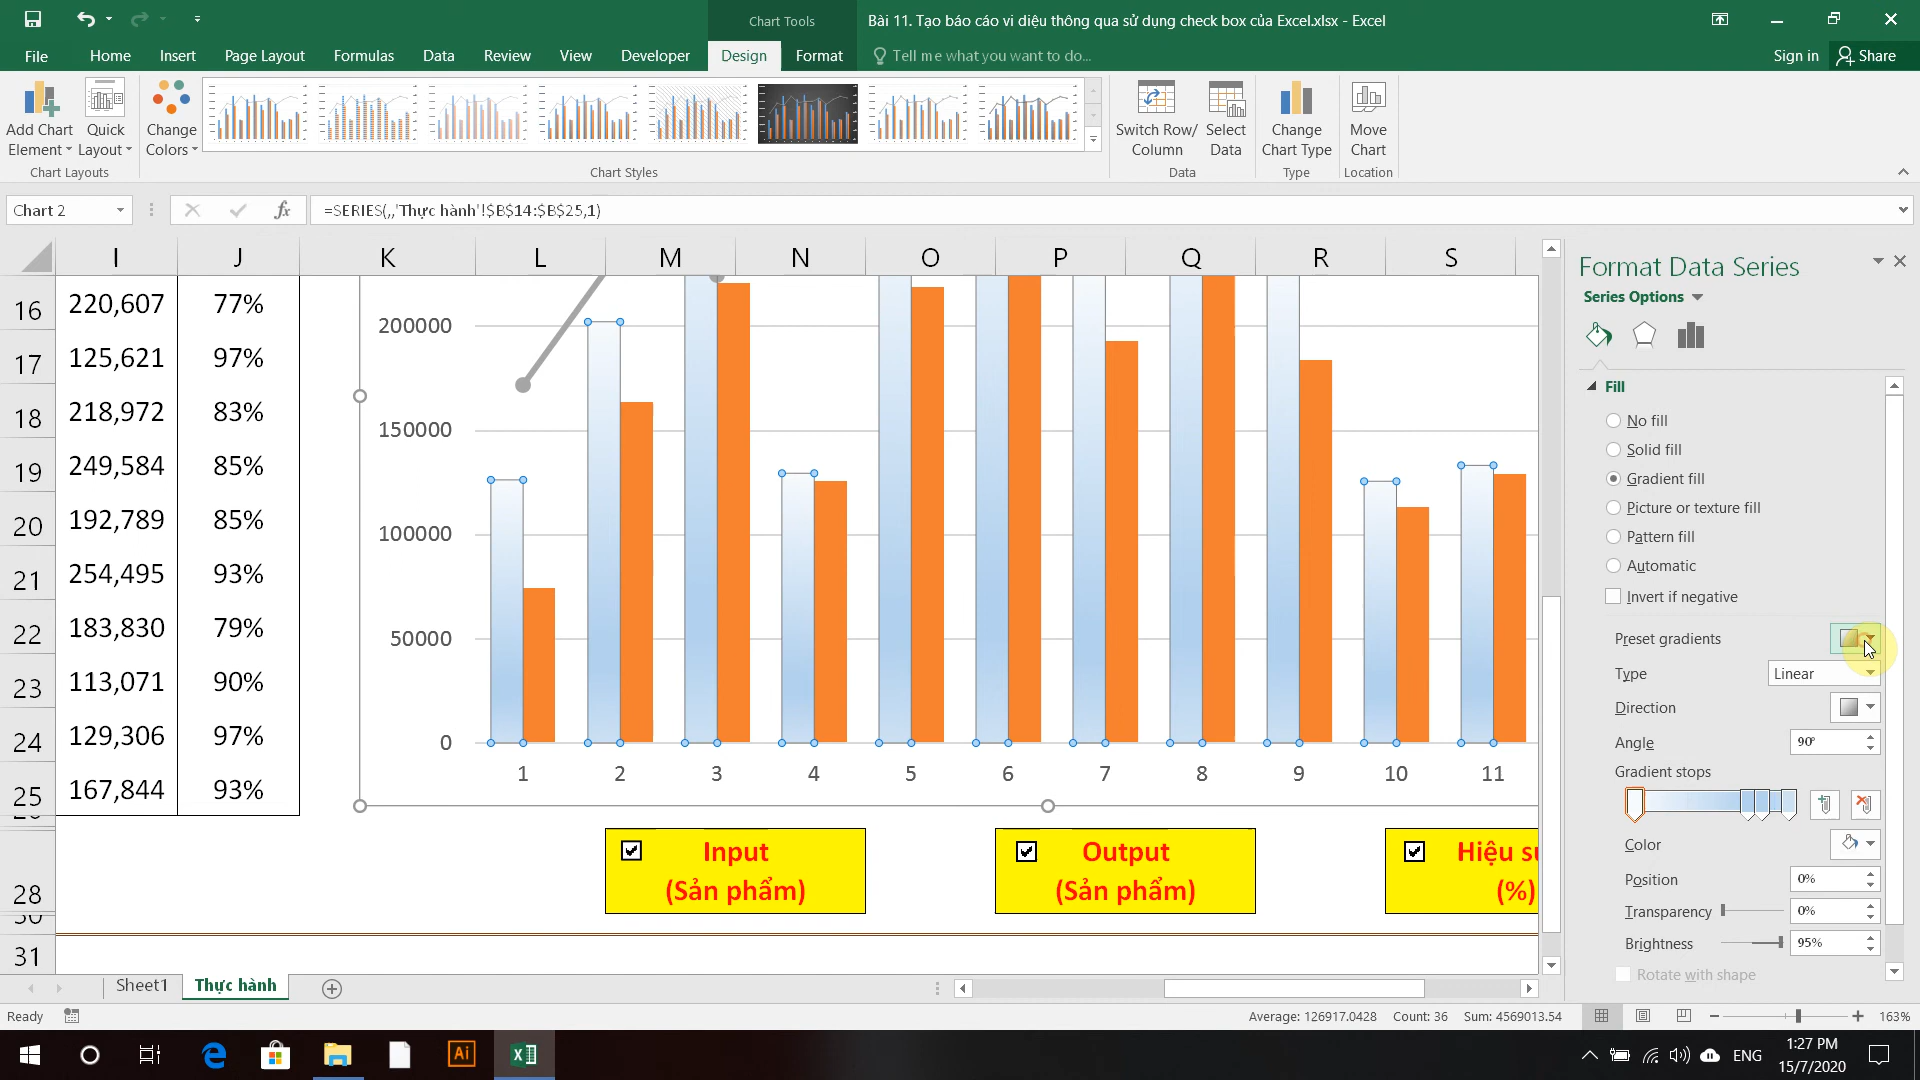 Chart Tools
Bài 11. Tạo báo cáo vi diệu thông qua sử dụng check box của Excel.xlsx - Excel
File Home Insert Page Layout Formulas Data Review View Developer Design Format Tell me what you want to do... Sign in Share
Add Chart Element
Quick Layout
Chart Layouts
Change Colors
Chart Styles
Switch Row/ Column
Select Data
Data
Change Chart Type
Type
Move Chart
Location
Chart 2
fx
=SERIES(,,'Thực hành'!$B$14:$B$25,1)
I J K L M N O P Q R S
16 220,607 77%
17 125,621 97%
18 218,972 83%
19 249,584 85%
20 192,789 85%
21 254,495 93%
22 183,830 79%
23 113,071 90%
24 129,306 97%
25 167,844 93%
28
31
200000
150000
100000
50000
0
1 2 3 4 5 6 7 8 9 10 11
Input
(Sản phẩm)
Output
(Sản phẩm)
Hiệu
(%)
Format Data Series
Series Options
Fill
No fill
Solid fill
Gradient fill
Picture or texture fill
Pattern fill
Automatic
Invert if negative
Preset gradients
Type Linear
Direction
Angle 90°
Gradient stops
Color
Position 0%
Transparency 0%
Brightness 95%
Rotate with shape
Sheet1 Thực hành
Ready
Average: 126917.0428 Count: 36 Sum: 4569013.54
163%
Ai
ENG
1:27 PM
15/7/2020